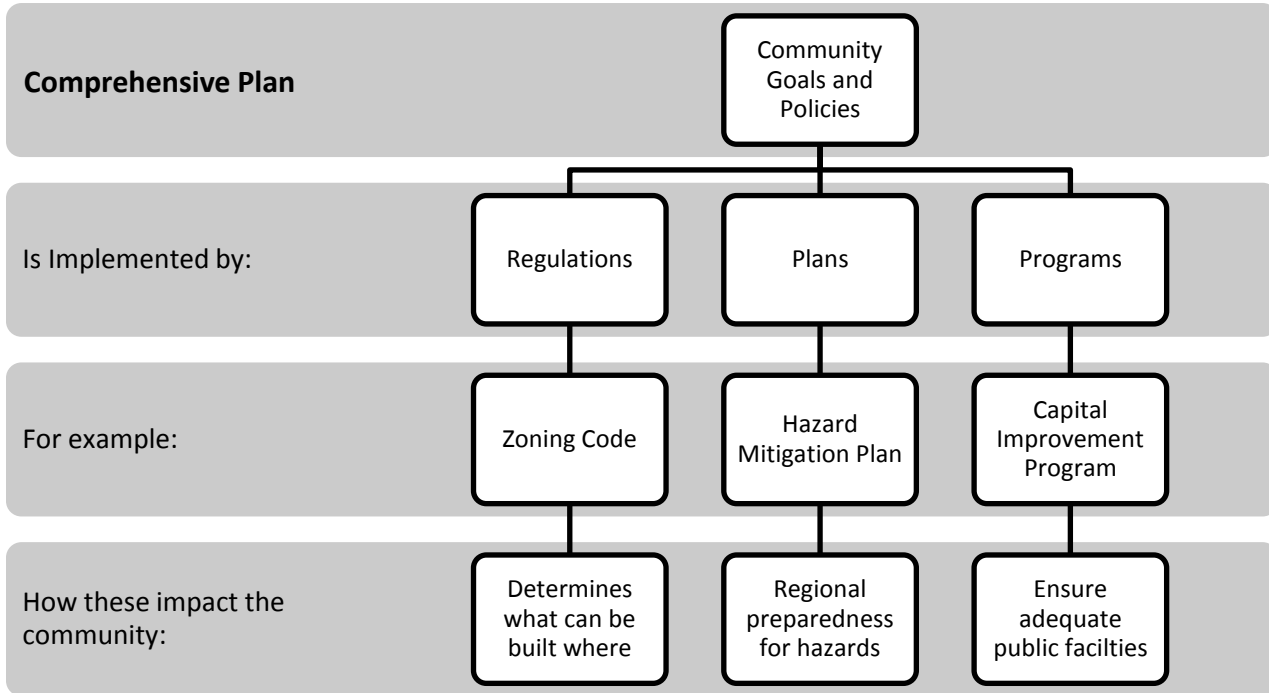 Comprehensive Plan
Community
Goals and
Policies
Is Implemented by:
Regulations
Plans
Programs
For example:
Zoning Code
Hazard
Mitigation Plan
Capital
Improvement
Program
How these impact the
community:
Determines
what can be
built where
Regional
preparedness
for hazards
Ensure
adequate
public facilties